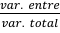 var. entre
var. total